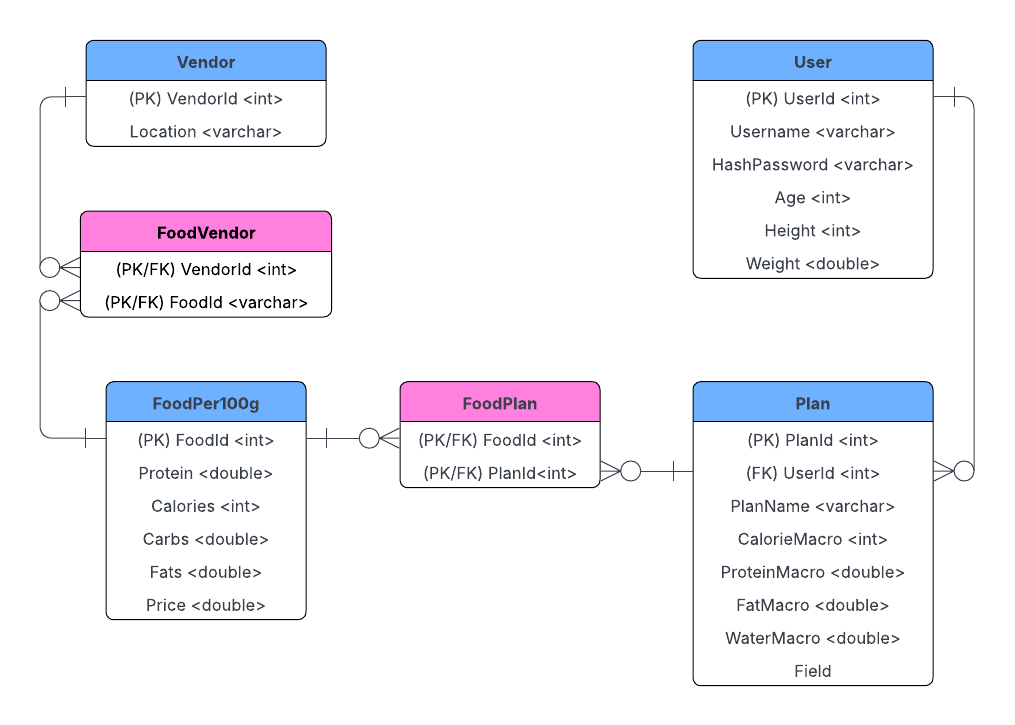 Vendor
(PK) VendorId <int>
Location <varchar>
User
(PK) UserId <int>
Username <varchar>
HashPassword <varchar>
Age <int>
Height <int>
Weight <double>
FoodVendor
(PK/FK) VendorId <int>
(PK/FK) FoodId <varchar>
FoodPer100g
(PK) FoodId <int>
Protein <double>
Calories <int>
Carbs <double>
Fats <double>
Price <double>
FoodPlan
(PK/FK) FoodId <int>
(PK/FK) PlanId<int>
Plan
(PK) PlanId <int>
(FK) UserId <int>
PlanName <varchar>
CalorieMacro <int>
ProteinMacro <double>
FatMacro <double>
WaterMacro <double>
Field